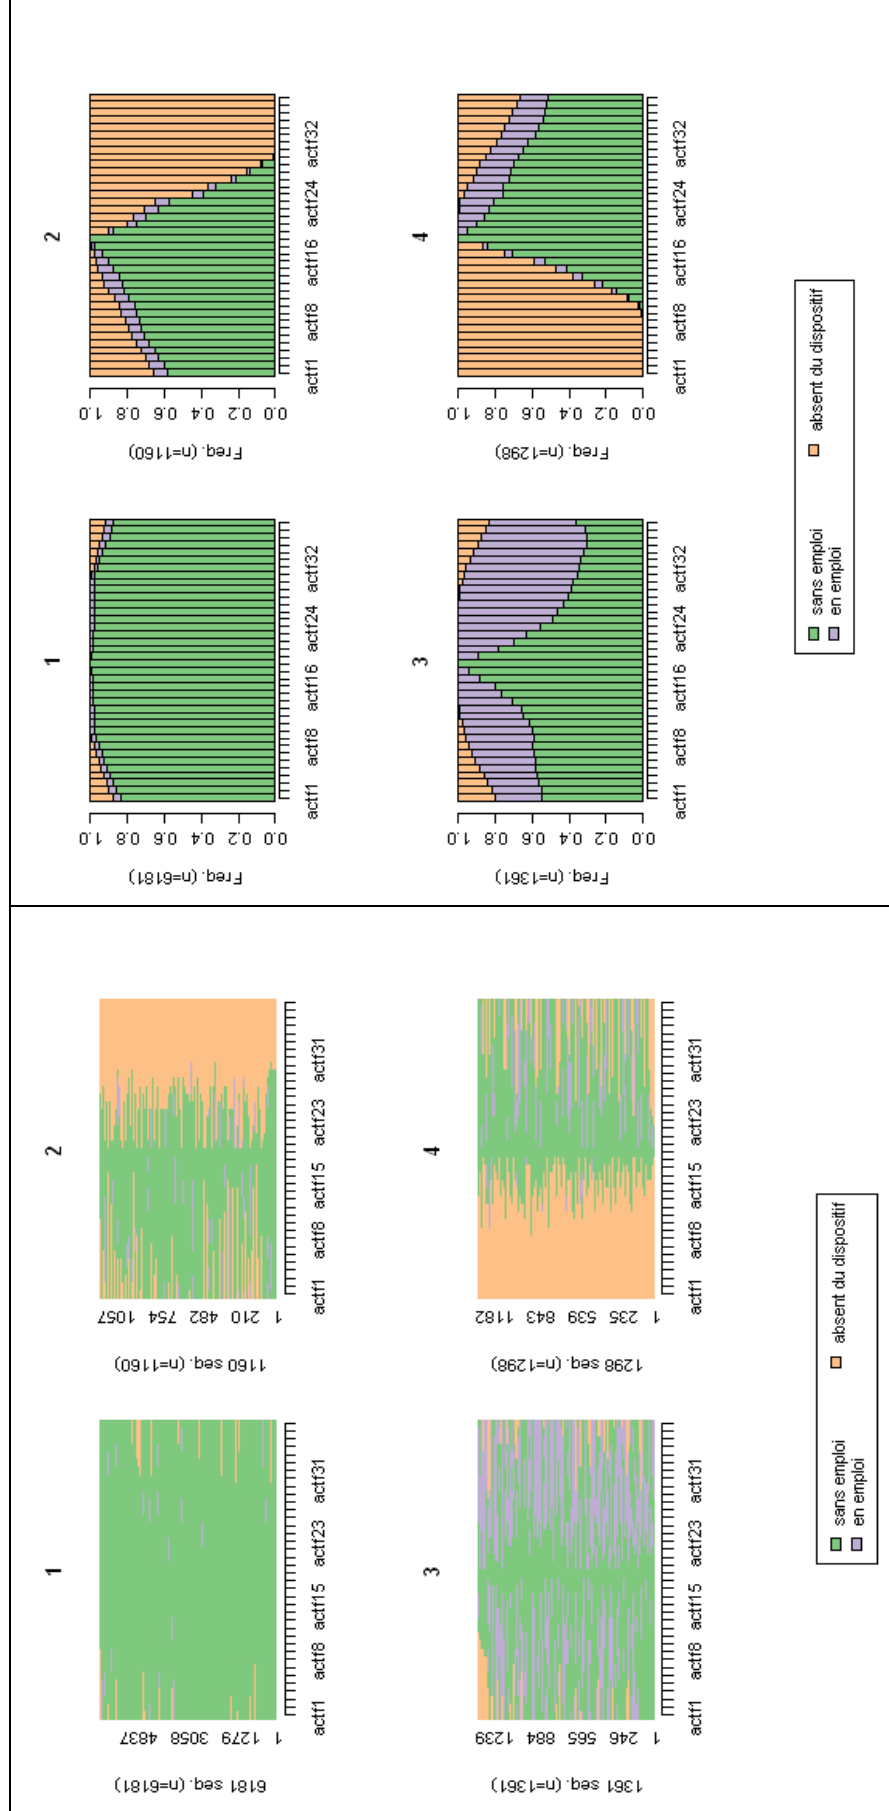 2
1.0
0.8
0.6
0.4
0.2
0.0
Freq. (n=1160)
actf1 actf8 actf16 actf24 actf32
4
1.0
0.8
0.6
0.4
0.2
0.0
Freq. (n=1298)
actf1 actf8 actf16 actf24 actf32
1
1.0
0.8
0.6
0.4
0.2
0.0
Freq. (n=6181)
actf1 actf8 actf16 actf24 actf32
3
1.0
0.8
0.6
0.4
0.2
0.0
Freq. (n=1361)
actf1 actf8 actf16 actf24 actf32
sans emploi
en emploi
absent du dispositif
2
1057 754 482 210 1
1160 seq. (n=1160)
actf1 actf8 actf15 actf23 actf31
4
1182 843 539 235 1
1298 seq. (n=1298)
actf1 actf8 actf15 actf23 actf31
1
4837 3058 1279 1
6181 seq. (n=6181)
actf1 actf8 actf15 actf23 actf31
3
1239 884 565 246 1
1361 seq. (n=1361)
actf1 actf8 actf15 actf23 actf31
sans emploi
en emploi
absent du dispositif